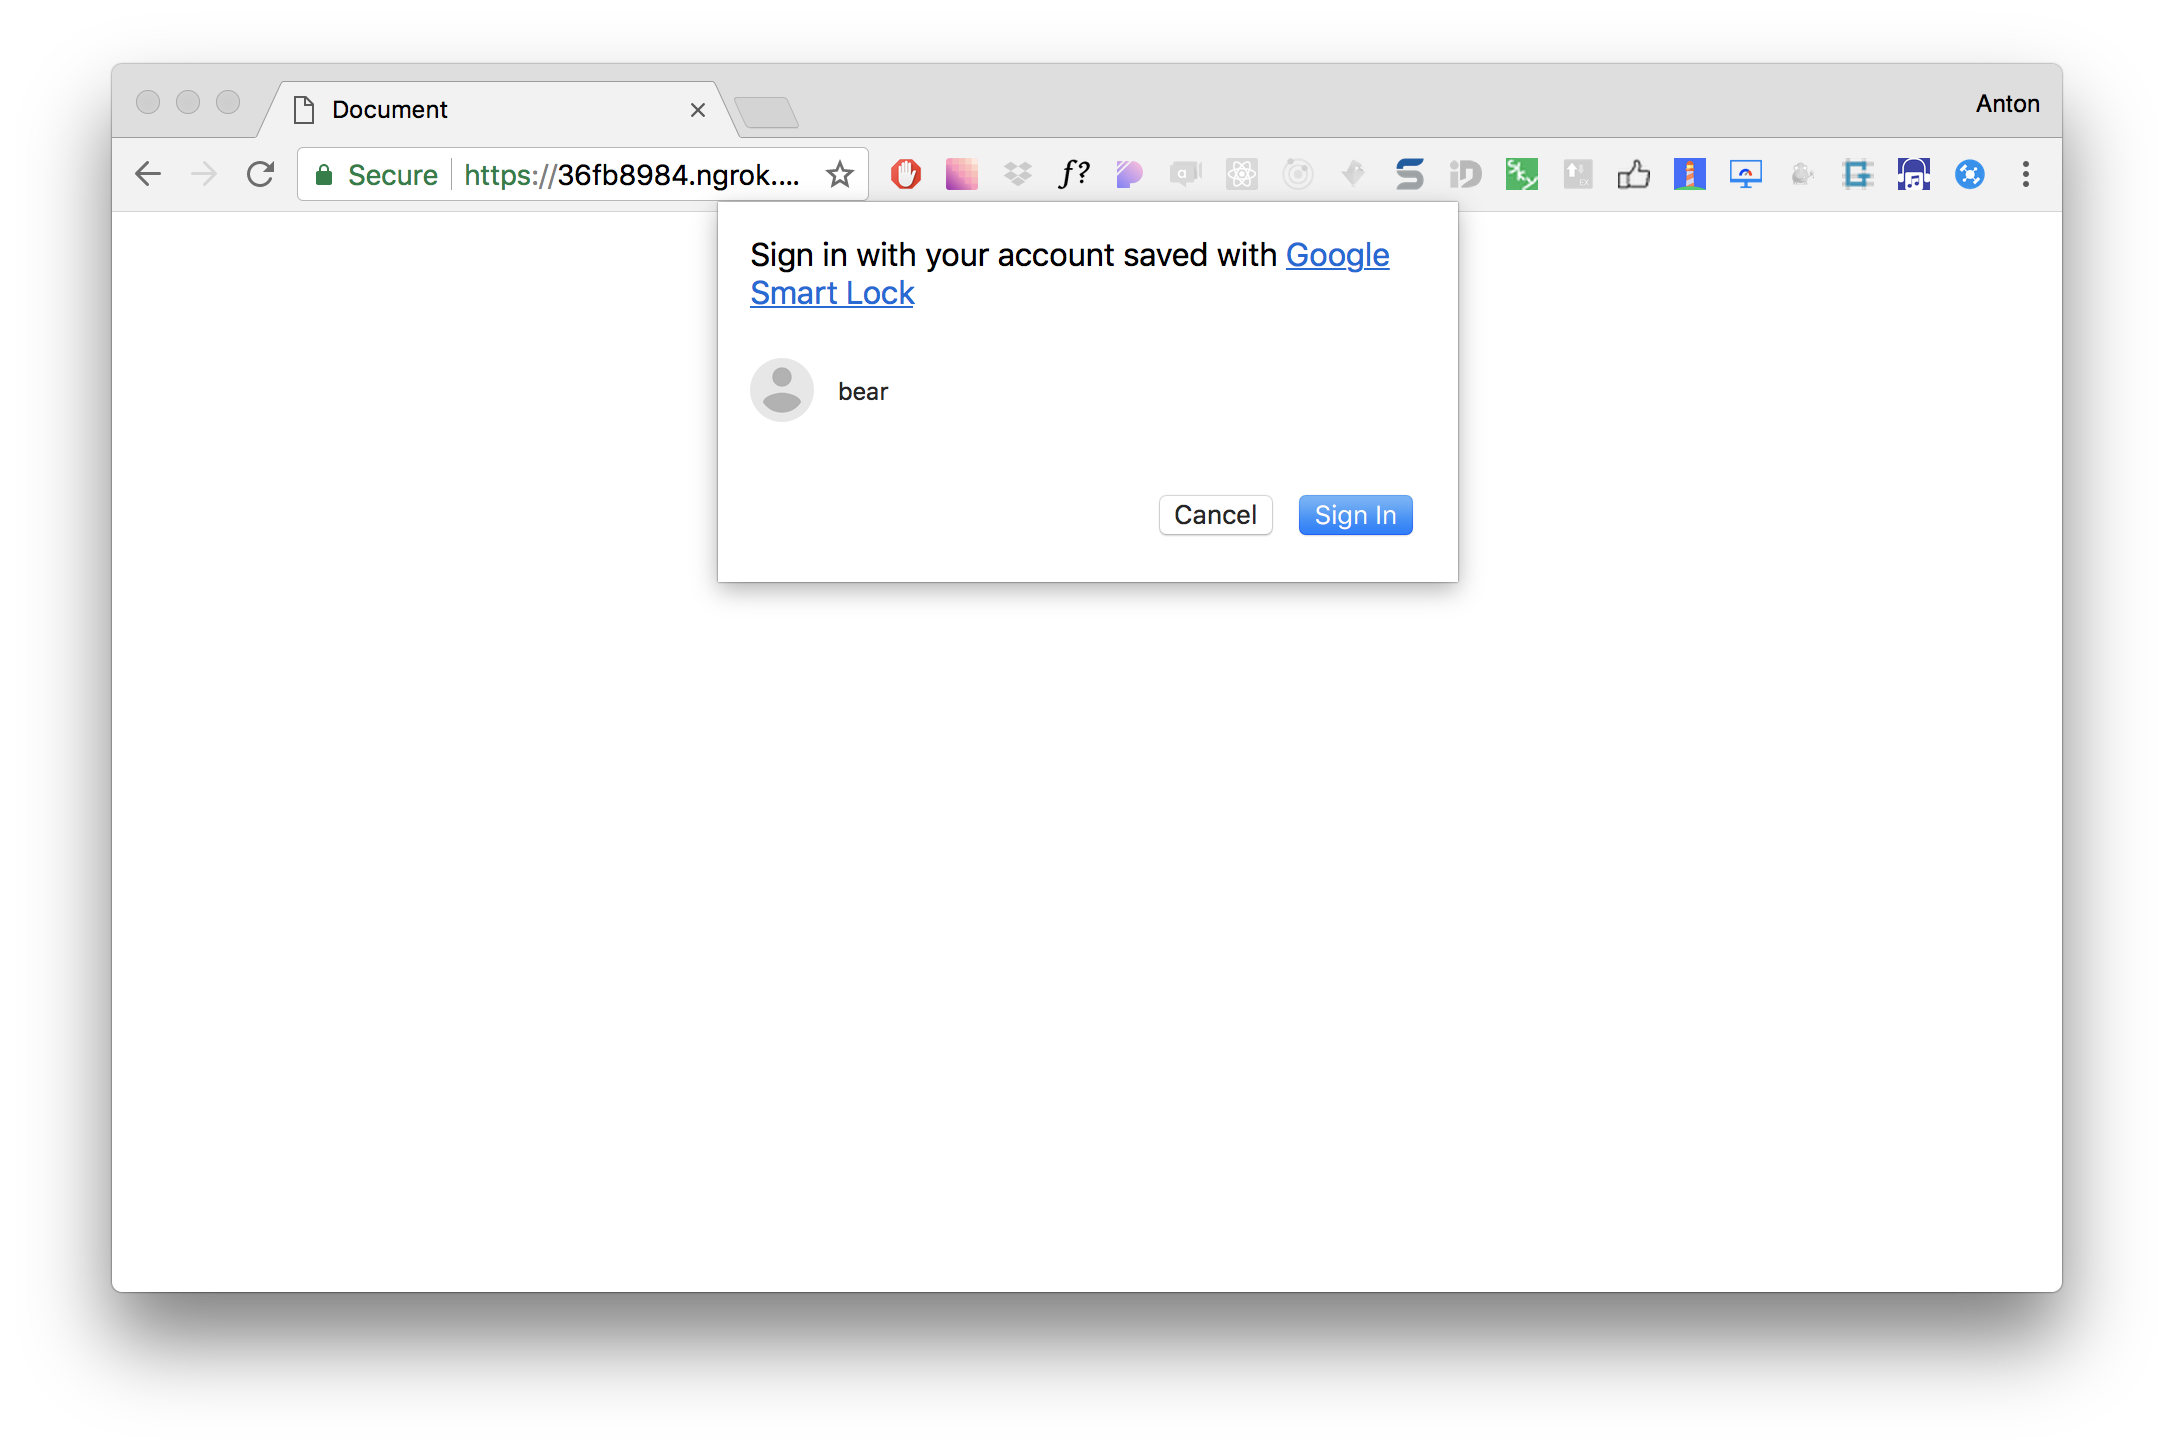 Document
Anton
Secure
https://36fb8984.ngrok....
f?
Sign in with your account saved with Google
Smart Lock
bear
Cancel
Sign In